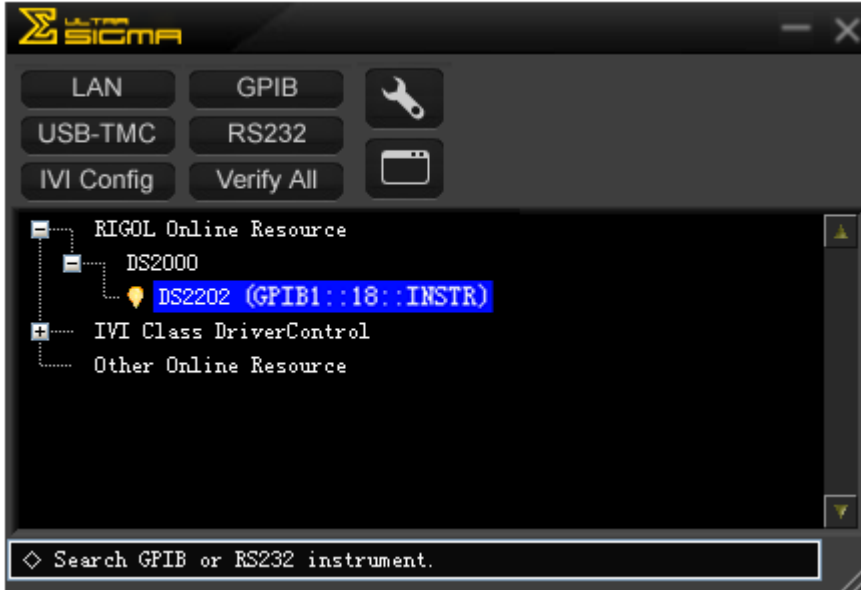 ULTRA
SIGMA
LAN GPIB
USB-TMC RS232
IVI Config Verify All
RIGOL Online Resource
DS2000
DS2202 (GPIB1::18::INSTR)
IVI Class DriverControl
Other Online Resource
◇ Search GPIB or RS232 instrument.